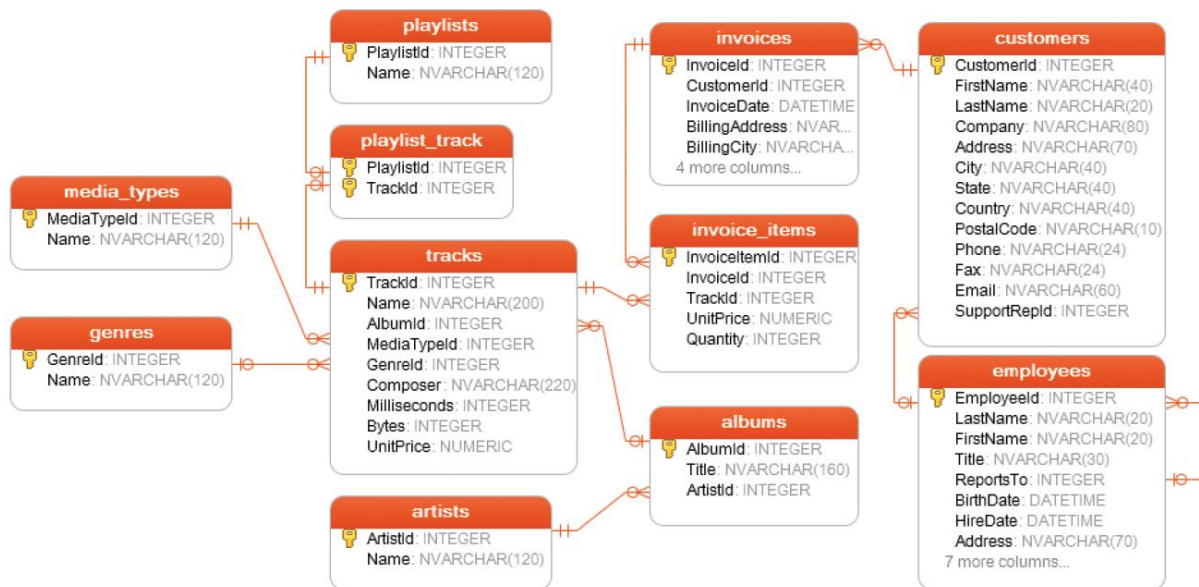 playlists
PlaylistId: INTEGER
Name: NVARCHAR(120)
playlist_track
PlaylistId: INTEGER
TrackId: INTEGER
media_types
MediaTypeId: INTEGER
Name: NVARCHAR(120)
genres
GenreId: INTEGER
Name: NVARCHAR(120)
tracks
TrackId: INTEGER
Name: NVARCHAR(200)
AlbumId: INTEGER
MediaTypeId: INTEGER
GenreId: INTEGER
Composer: NVARCHAR(220)
Milliseconds: INTEGER
Bytes: INTEGER
UnitPrice: NUMERIC
artists
ArtistId: INTEGER
Name: NVARCHAR(120)
invoices
InvoiceId: INTEGER
CustomerId: INTEGER
InvoiceDate: DATETIME
BillingAddress: NVAR...
BillingCity: NVARCHA...
4 more columns...
invoice_items
InvoiceItemId: INTEGER
InvoiceId: INTEGER
TrackId: INTEGER
UnitPrice: NUMERIC
Quantity: INTEGER
albums
AlbumId: INTEGER
Title: NVARCHAR(160)
ArtistId: INTEGER
customers
CustomerId: INTEGER
FirstName: NVARCHAR(40)
LastName: NVARCHAR(20)
Company: NVARCHAR(80)
Address: NVARCHAR(70)
City: NVARCHAR(40)
State: NVARCHAR(40)
Country: NVARCHAR(40)
PostalCode: NVARCHAR(10)
Phone: NVARCHAR(24)
Fax: NVARCHAR(24)
Email: NVARCHAR(60)
SupportRepId: INTEGER
employees
EmployeeId: INTEGER
LastName: NVARCHAR(20)
FirstName: NVARCHAR(20)
Title: NVARCHAR(30)
ReportsTo: INTEGER
BirthDate: DATETIME
HireDate: DATETIME
Address: NVARCHAR(70)
7 more columns...